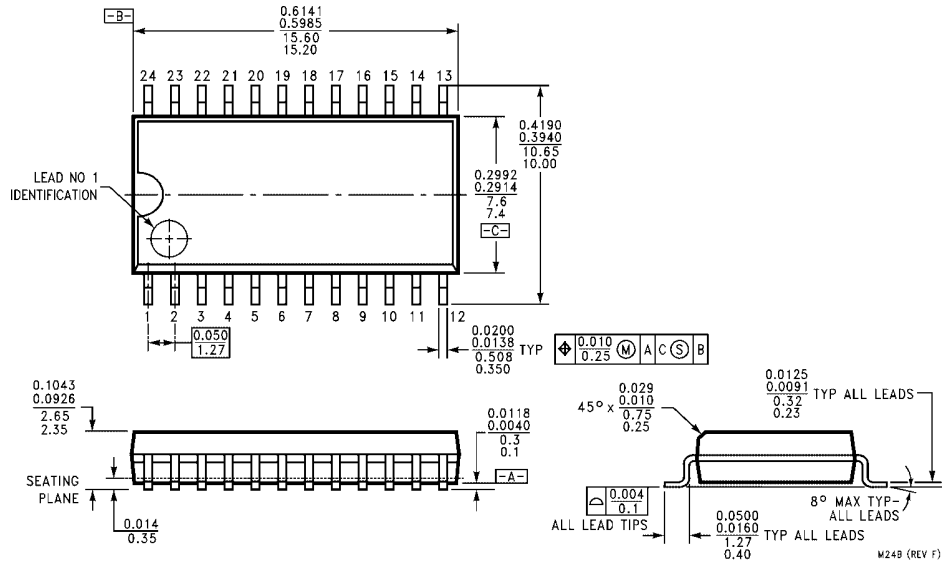 -B-
0.6141
0.5985
15.60
15.20
24 23 22 21 20 19 18 17 16 15 14 13
LEAD NO 1
IDENTIFICATION
0.2992
0.2914
7.6
7.4
-C-
0.4190
0.3940
10.65
10.00
1 2 3 4 5 6 7 8 9 10 11 12
0.050
1.27
0.0200
0.0138
0.508
0.350
TYP
0.010
0.25
M A C S B
0.1043
0.0926
2.65
2.35
0.0118
0.0040
0.3
0.1
-A-
SEATING
PLANE
0.014
0.35
45° x
0.029
0.010
0.75
0.25
0.0125
0.0091
0.32
0.23
TYP ALL LEADS
0.004
0.1
ALL LEAD TIPS
0.0500
0.0160
1.27
0.40
TYP ALL LEADS
8° MAX TYP-
ALL LEADS
M24B (REV F)